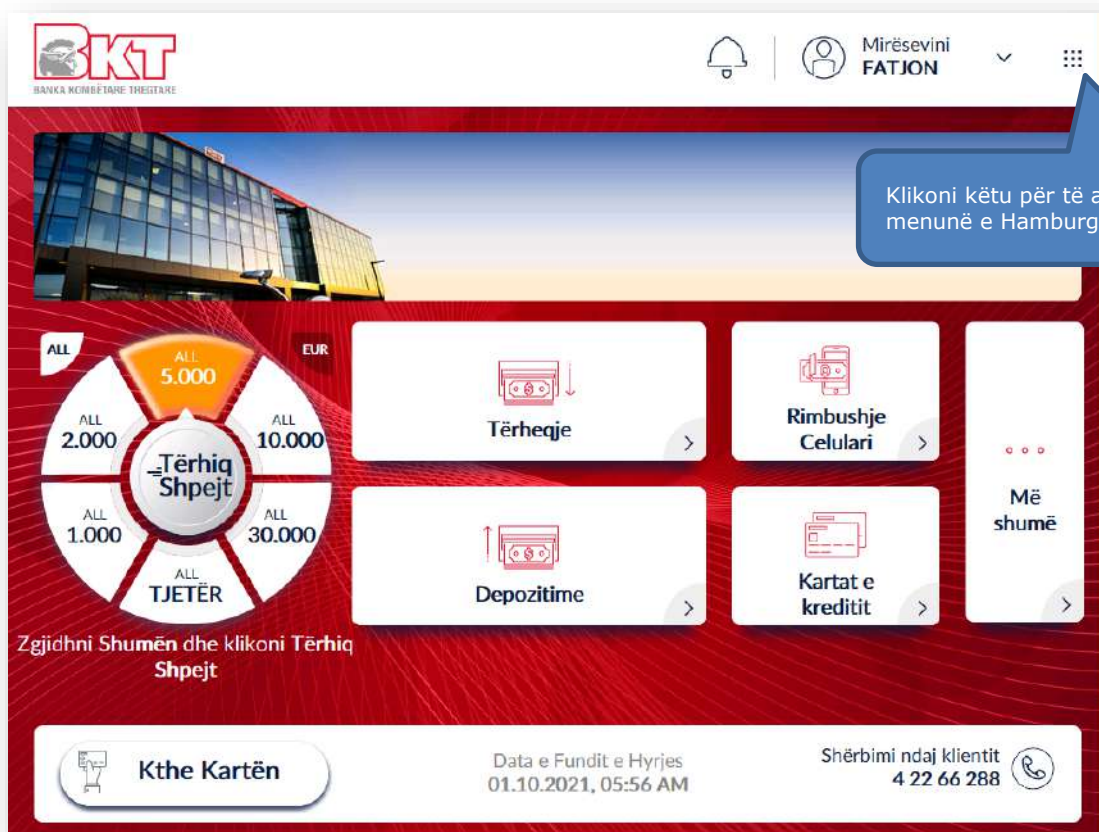 BKT
BANKA KOMBËTARE TREGTARE
Mirësevini
FATJON
Klikoni këtu për të
menunë e
ALL
EUR
ALL
5.000
ALL
2.000
ALL
10.000
Tërhiq
Shpejt
ALL
1.000
ALL
30.000
ALL
TJETËR
Zgjidhni Shumën dhe klikoni Tërhiq
Shpejt
Tërheqje
Rimbushje
Celulari
Depozitime
Kartat e
kreditit
Më
shumë
Kthe Kartën
Data e Fundit e Hyrjes
01.10.2021, 05:56 AM
Shërbimi ndaj klientit
4 22 66 288